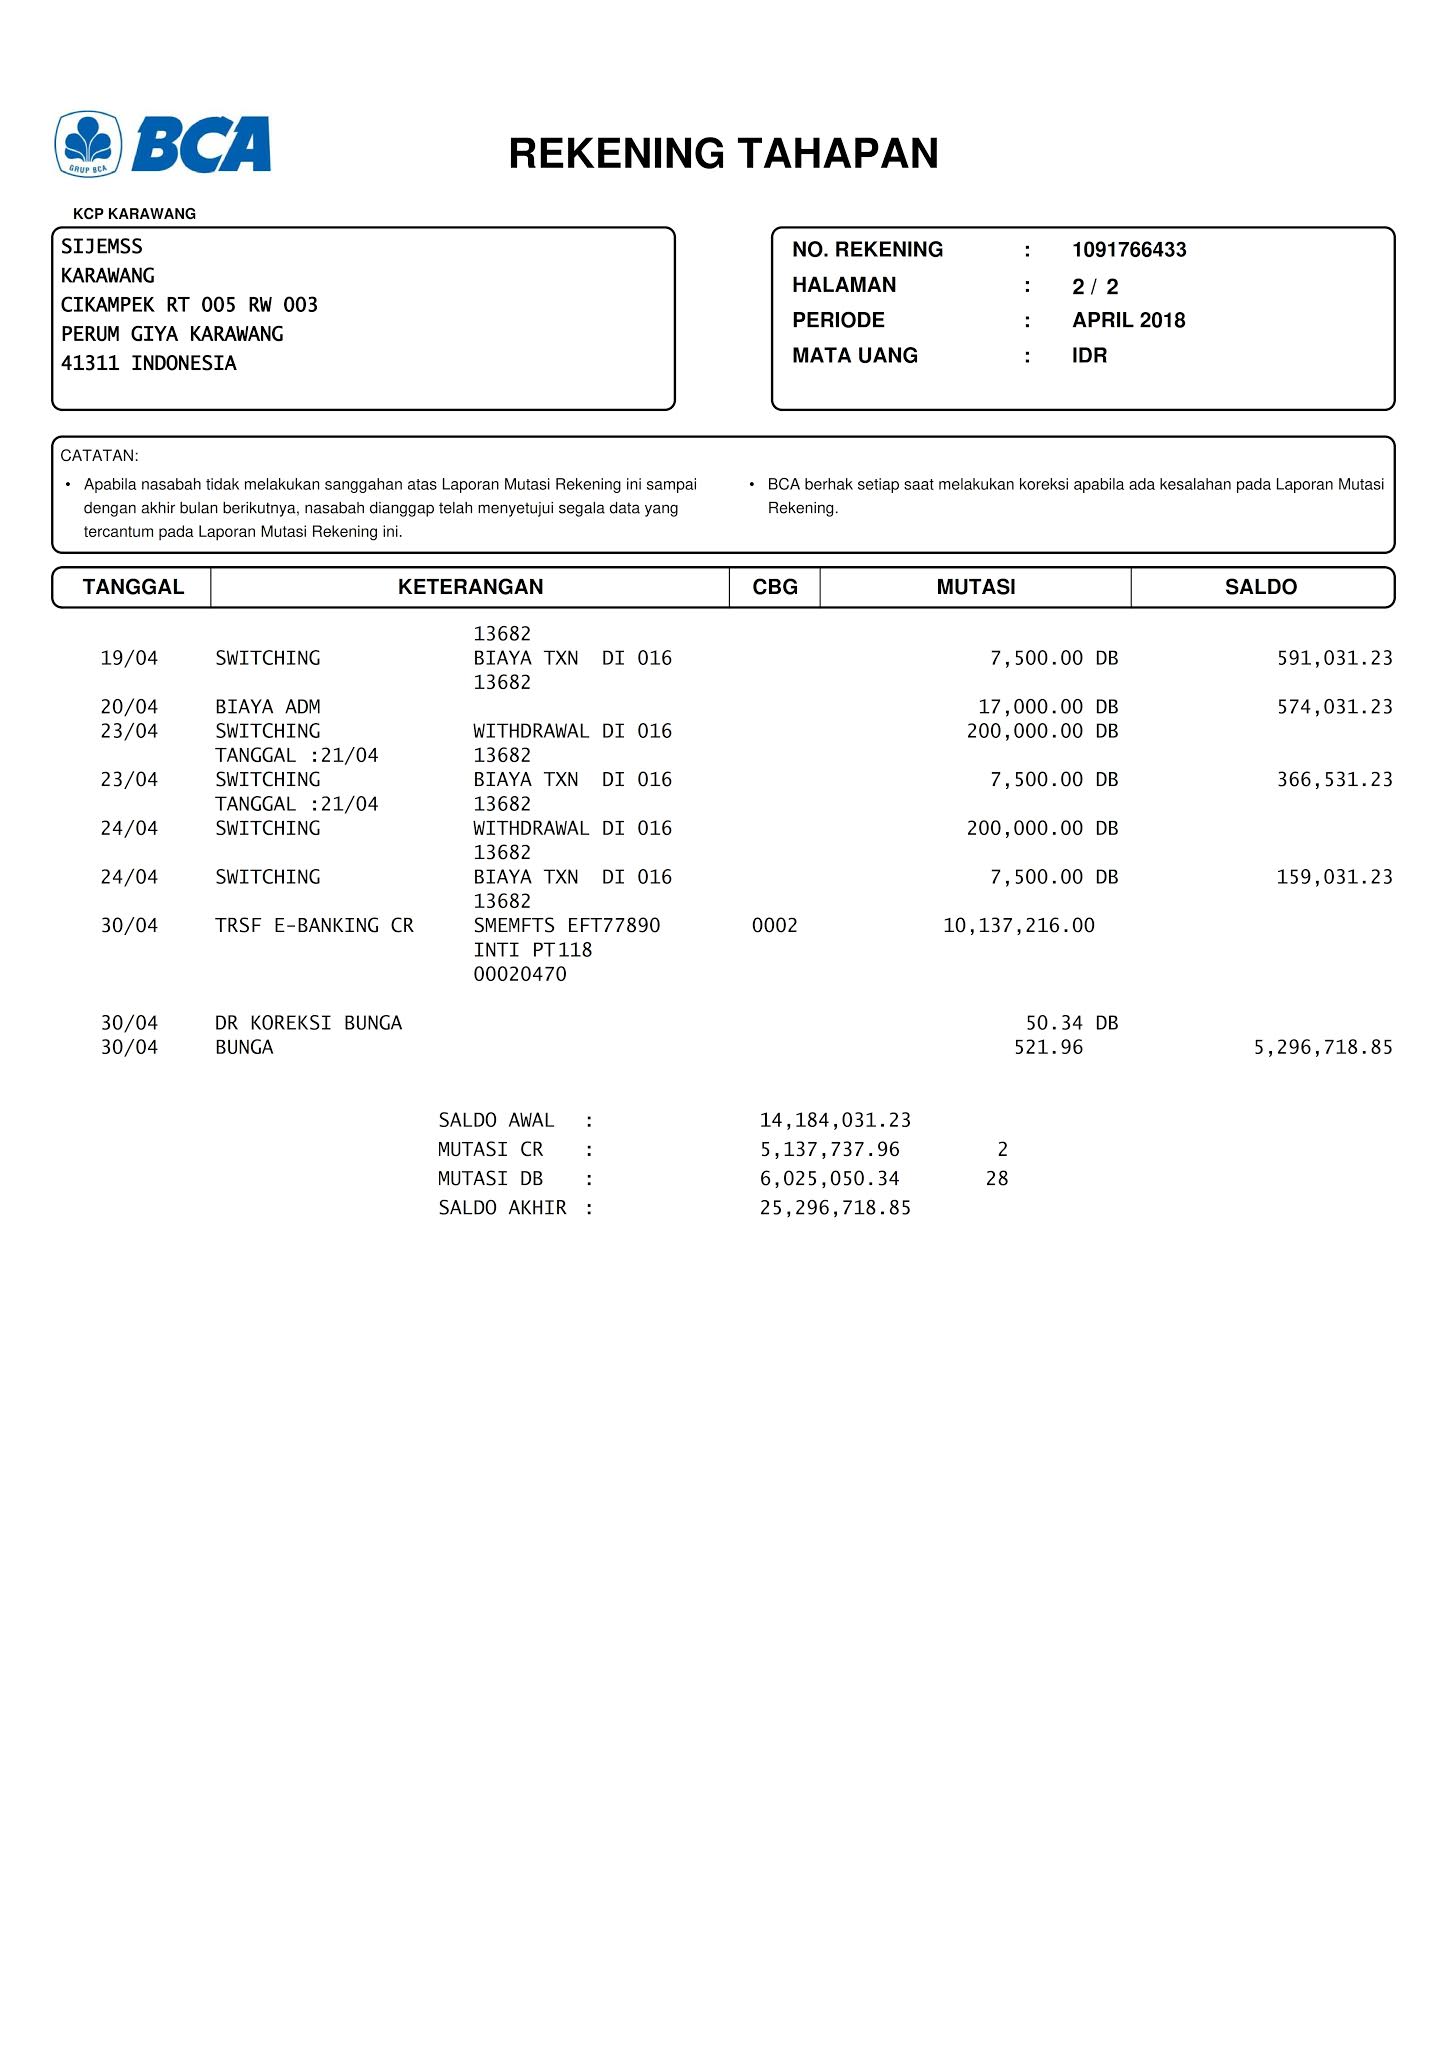 GRUP BCA
BCA
REKENING TAHAPAN
KCP KARAWANG
SIJEMSS
KARAWANG
CIKAMPEK RT 005 RW 003
PERUM GIYA KARAWANG
41311 INDONESIA
NO. REKENING : 1091766433
HALAMAN : 2 / 2
PERIODE : APRIL 2018
MATA UANG : IDR
CATATAN:
• Apabila nasabah tidak melakukan sanggahan atas Laporan Mutasi Rekening ini sampai
dengan akhir bulan berikutnya, nasabah dianggap telah menyetujui segala data yang
tercantum pada Laporan Mutasi Rekening ini.
• BCA berhak setiap saat melakukan koreksi apabila ada kesalahan pada Laporan Mutasi
Rekening.
TANGGAL KETERANGAN CBG MUTASI SALDO
13682
19/04 SWITCHING BIAYA TXN DI 016 7,500.00 DB 591,031.23
13682
20/04 BIAYA ADM 17,000.00 DB 574,031.23
23/04 SWITCHING WITHDRAWAL DI 016 200,000.00 DB
TANGGAL :21/04 13682
23/04 SWITCHING BIAYA TXN DI 016 7,500.00 DB 366,531.23
TANGGAL :21/04 13682
24/04 SWITCHING WITHDRAWAL DI 016 200,000.00 DB
13682
24/04 SWITCHING BIAYA TXN DI 016 7,500.00 DB 159,031.23
13682
30/04 TRSF E-BANKING CR SMEMFTS EFT77890 0002 10,137,216.00
INTI PT118
00020470
30/04 DR KOREKSI BUNGA 50.34 DB
30/04 BUNGA 521.96 5,296,718.85
SALDO AWAL : 14,184,031.23
MUTASI CR : 5,137,737.96 2
MUTASI DB : 6,025,050.34 28
SALDO AKHIR : 25,296,718.85